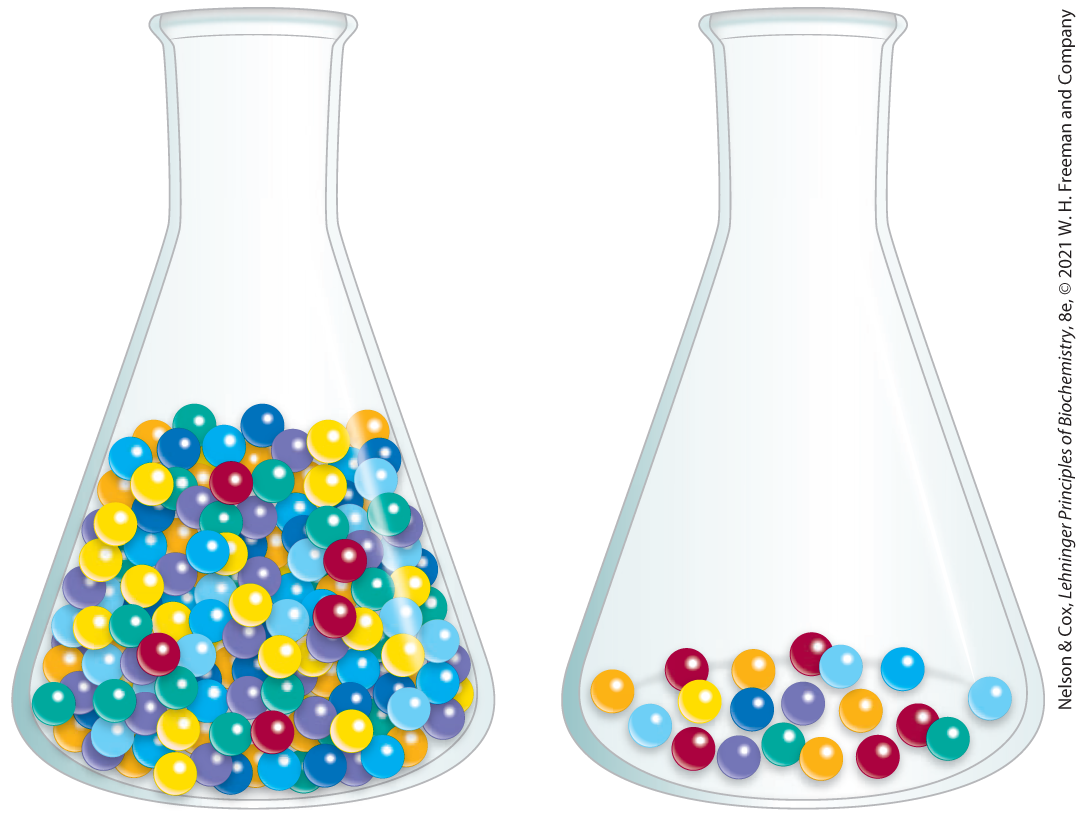 Nelson & Cox, Lehninger Principles of Biochemistry, 8e, © 2021 W. H. Freeman and Company